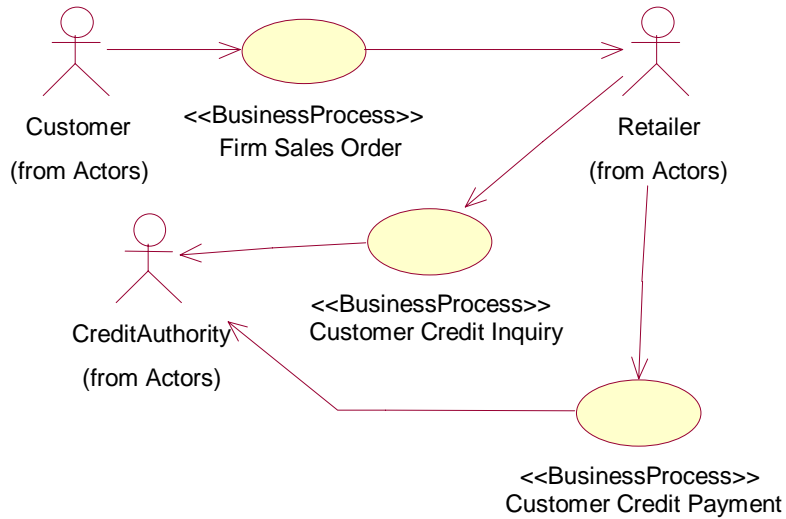 Customer
(from Actors)
<<BusinessProcess>>
Firm Sales Order
Retailer
(from Actors)
CreditAuthority
(from Actors)
<<BusinessProcess>>
Customer Credit Inquiry
<<BusinessProcess>>
Customer Credit Payment